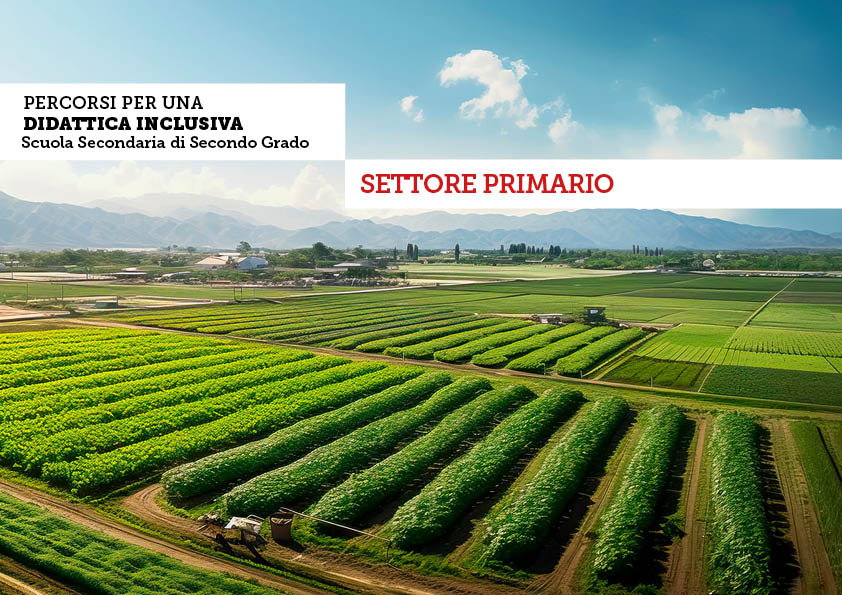 PERCORSI PER UNA
DIDATTICA INCLUSIVA
Scuola Secondaria di Secondo Grado
SETTORE PRIMARIO